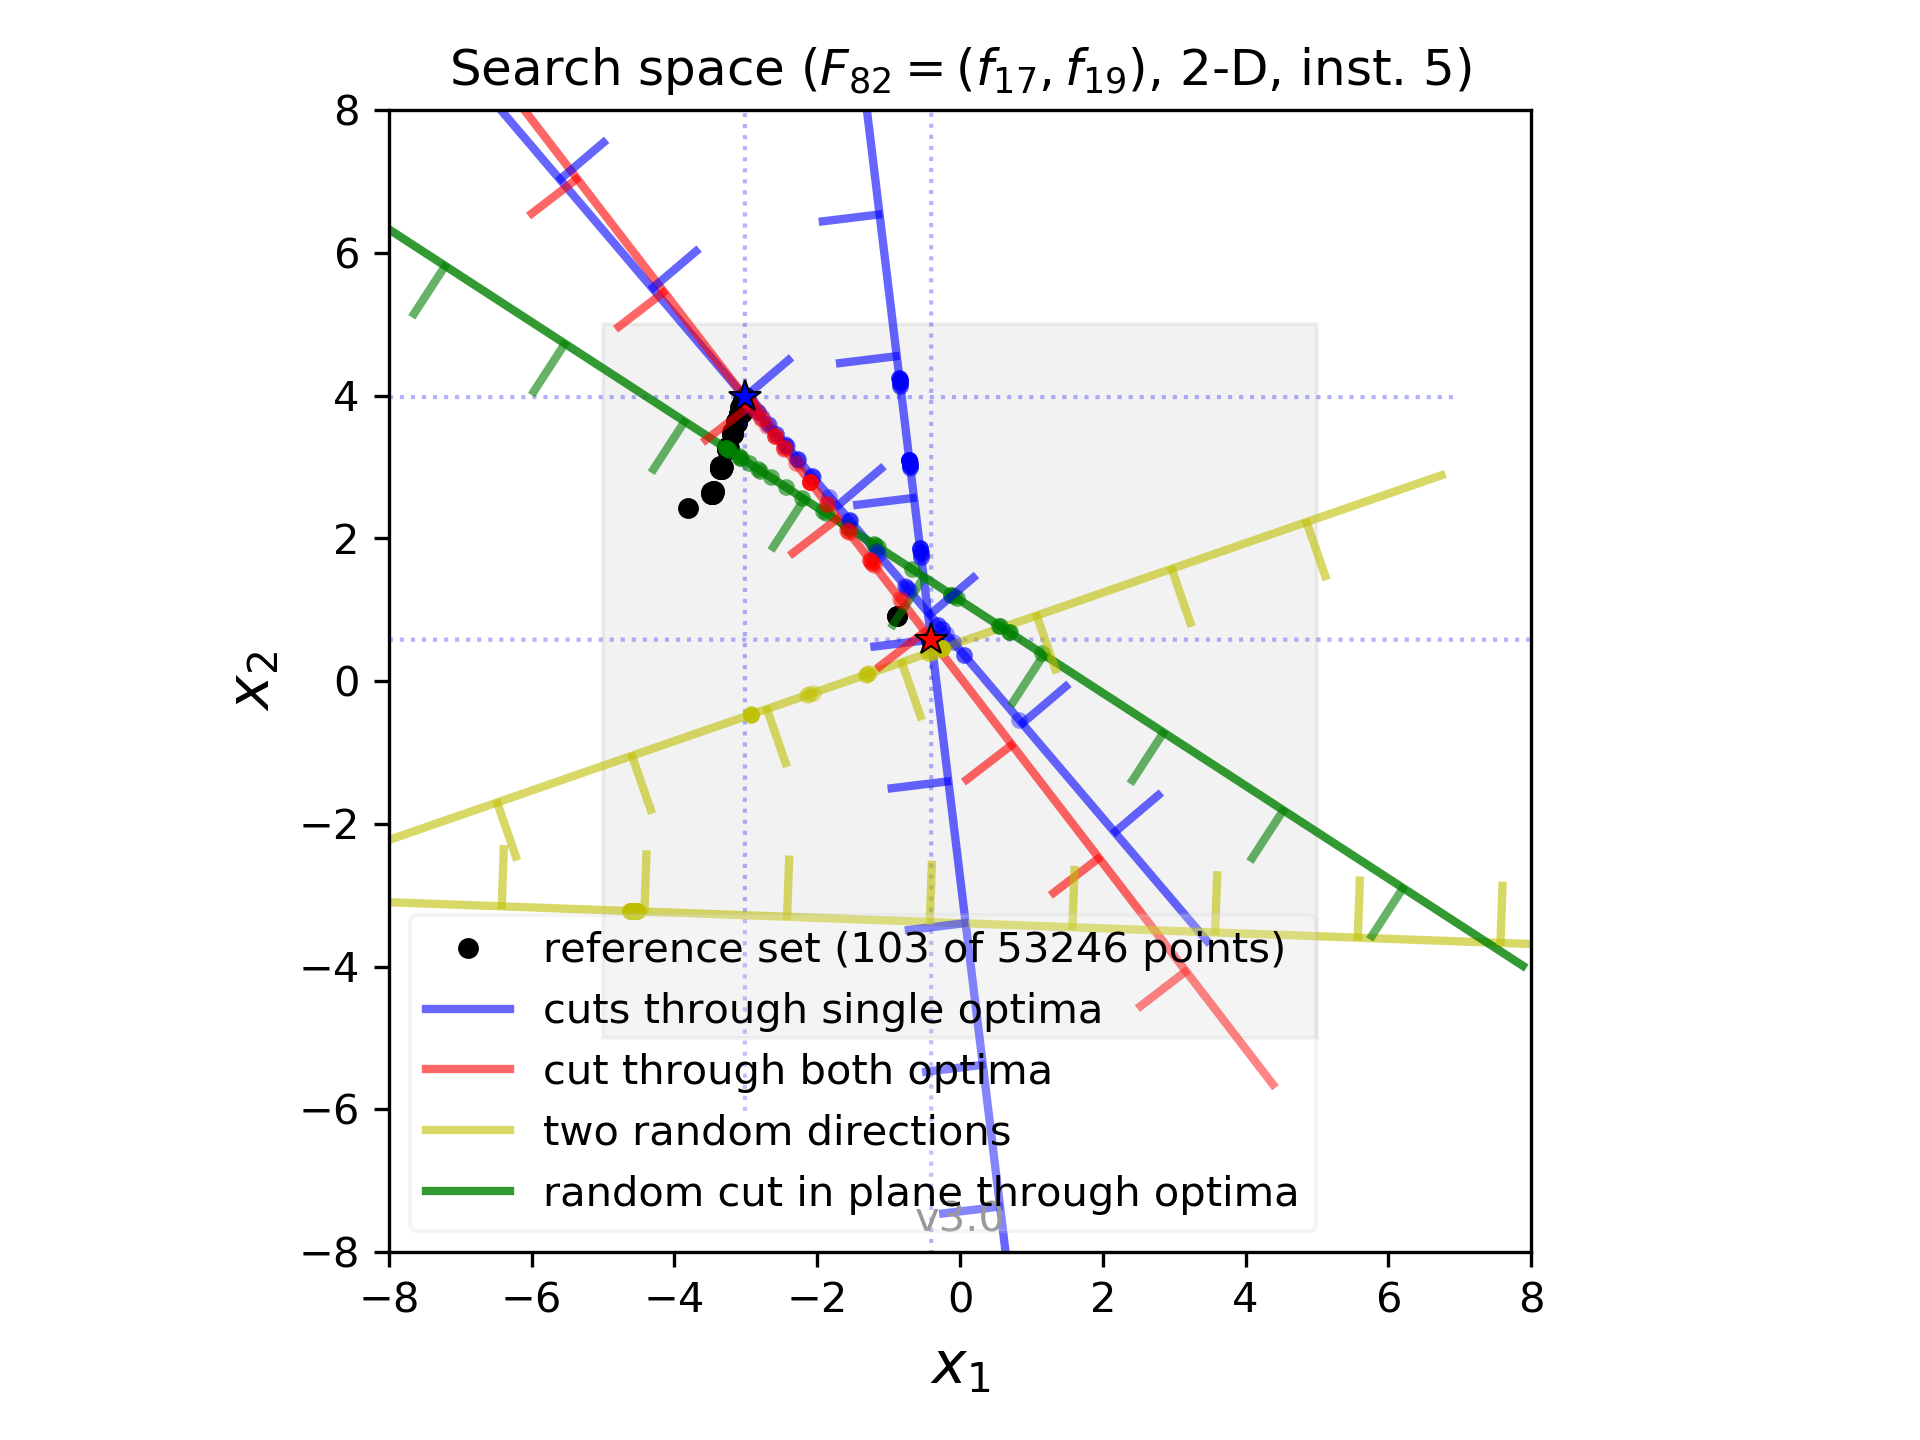 Search space (F₈₂ = (f₁₇, f₁₉), 2-D, inst. 5)
8
6
4
2
0
−2
−4
−6
−8
x₂
reference set (103 of 53246 points)
cuts through single optima
cut through both optima
two random directions
random cut in plane through optima
v3.0
−8 −6 −4 −2 0 2 4 6 8
x₁